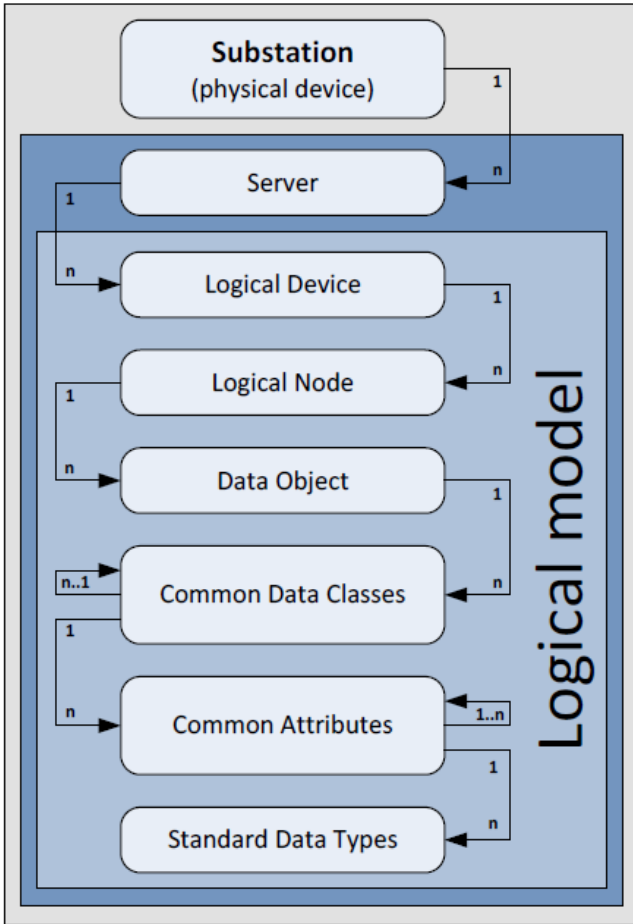 Substation
(physical device)
1
n
Server
1
n
Logical Device
1
n
Logical Node
1
n
Data Object
1
n
Common Data Classes
n..1
1
n
Common Attributes
1..n
1
n
Standard Data Types
Logical model